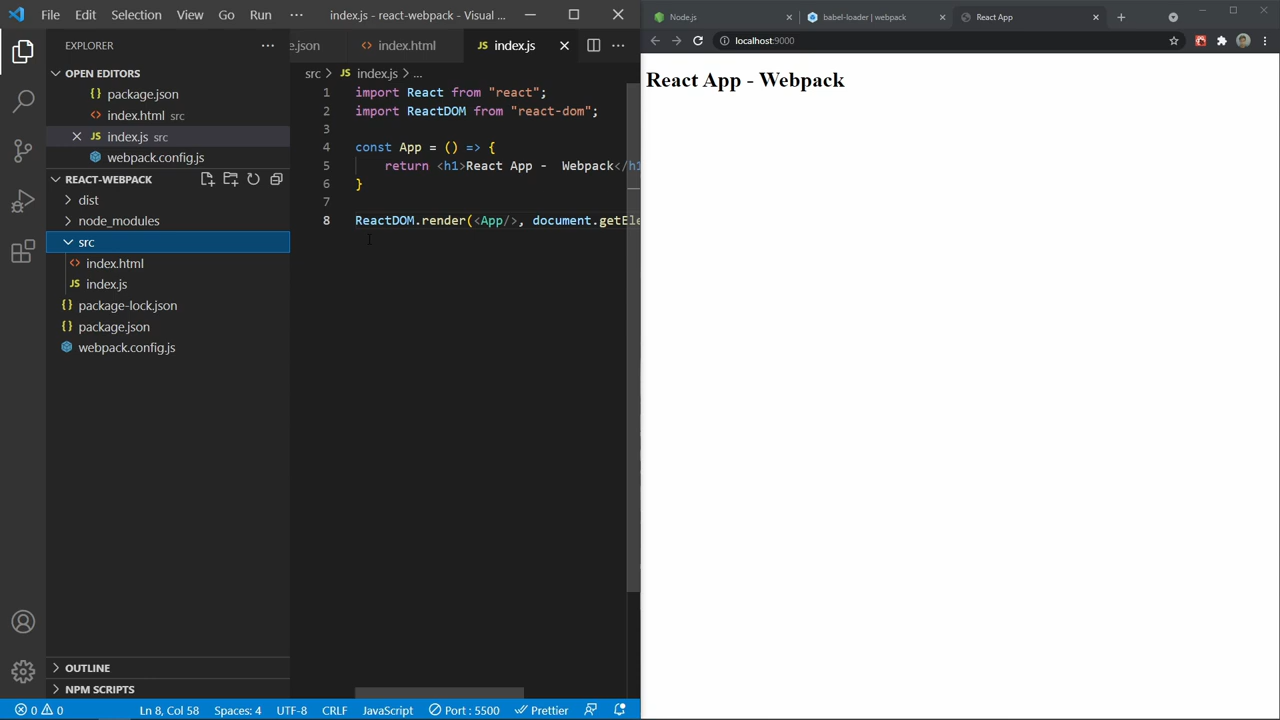 File Edit Selection View Go Run ··· index.js - react-webpack - Visual ...
EXPLORER
OPEN EDITORS
package.json
index.html src
index.js src
webpack.config.js
REACT-WEBPACK
dist
node_modules
src
index.html
index.js
package-lock.json
package.json
webpack.config.js
OUTLINE
NPM SCRIPTS
e.json index.html JS index.js
src > JS index.js > ...
1 import React from "react";
2 import ReactDOM from "react-dom";
3
4 const App = () => {
5 return <h1>React App -  Webpack</h1
6 }
7
8 ReactDOM.render(<App/>, document.getEle
0 0 Ln 8, Col 58 Spaces: 4 UTF-8 CRLF JavaScript Port : 5500 Prettier
Node.js babel-loader | webpack React App
localhost:9000
React App - Webpack